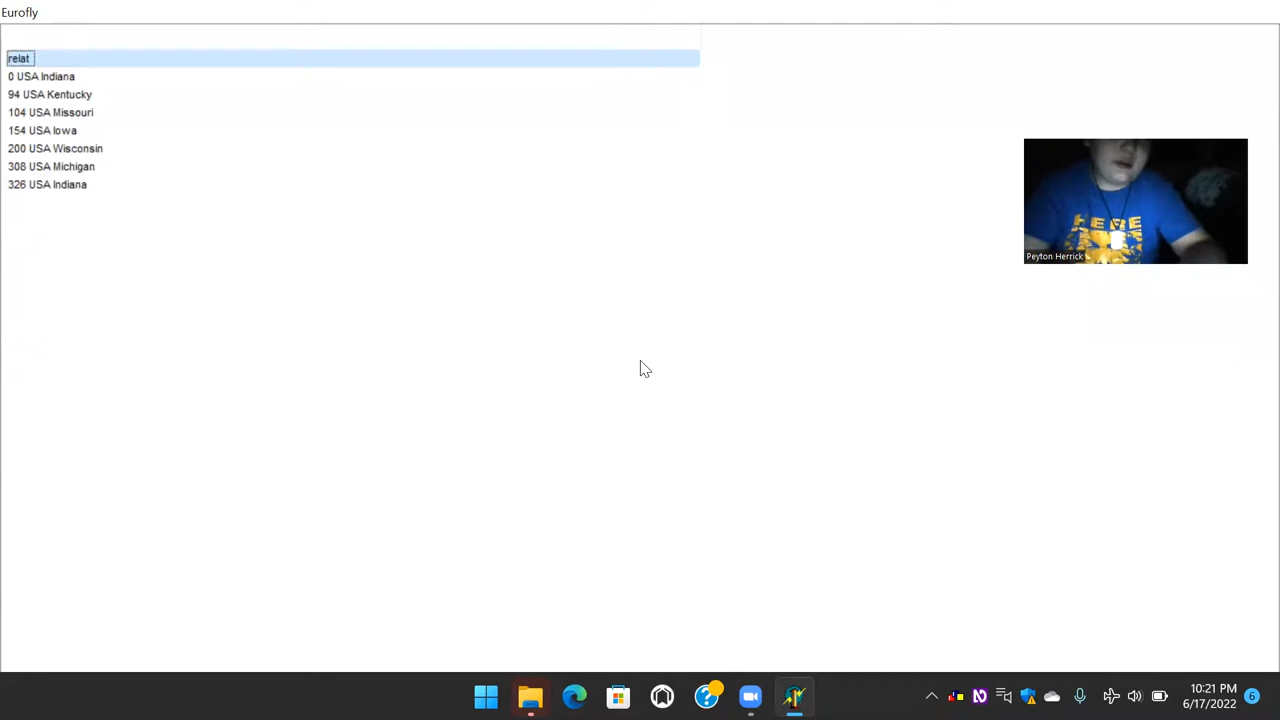 Eurofly
relat
0 USA Indiana
94 USA Kentucky
104 USA Missouri
154 USA Iowa
200 USA Wisconsin
308 USA Michigan
326 USA Indiana
HERE
Peyton Herrick
10:21 PM
6/17/2022
6